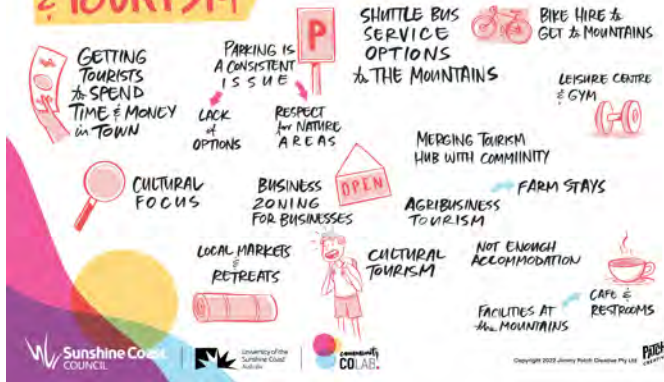 & TOURISM
GETTING
TOURISTS
to SPEND
TIME & MONEY
in TOWN
PARKING IS
A CONSISTENT
ISSUE
P
LACK
of
OPTIONS
RESPECT
for NATURE
AREAS
SHUTTLE BUS
SERVICE
OPTIONS
to THE MOUNTAINS
BIKE HIRE to
GET to MOUNTAINS
LEISURE CENTRE
& GYM
MERGING TOURISM
HUB WITH COMMUNITY
CULTURAL
FOCUS
BUSINESS
ZONING
FOR BUSINESSES
OPEN
AGRIBUSINESS
TOURISM
FARM STAYS
LOCAL MARKETS
&
RETREATS
CULTURAL
TOURISM
NOT ENOUGH
ACCOMMODATION
FACILITIES AT
the MOUNTAINS
CAFE &
RESTROOMS
Sunshine Coast
COUNCIL
University of the
Sunshine Coast
Australia
community
COLAB.
Copyright 2023 Jimmy Patch Creative Pty Ltd
PATCH